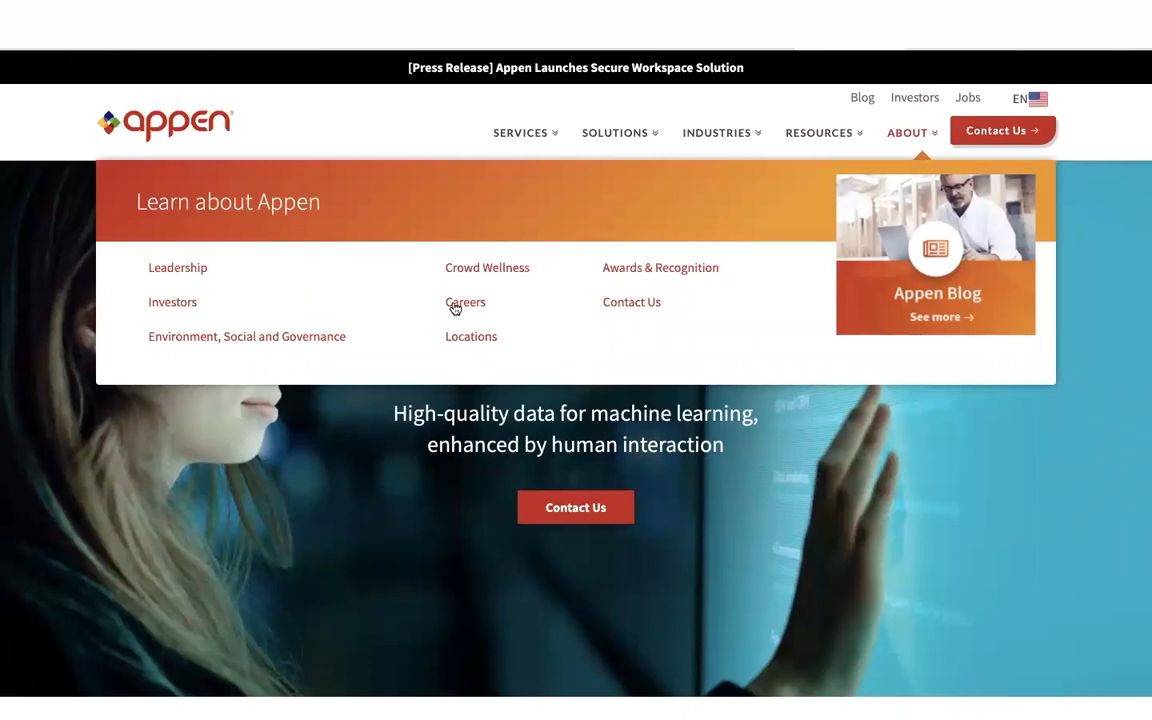 [Press Release] Appen Launches Secure Workspace Solution
Blog Investors Jobs EN
appen
SERVICES SOLUTIONS INDUSTRIES RESOURCES ABOUT Contact Us →
Learn about Appen
Leadership Crowd Wellness Awards & Recognition
Investors Careers Contact Us
Environment, Social and Governance Locations
Appen Blog
See more →
High-quality data for machine learning,
enhanced by human interaction
Contact Us